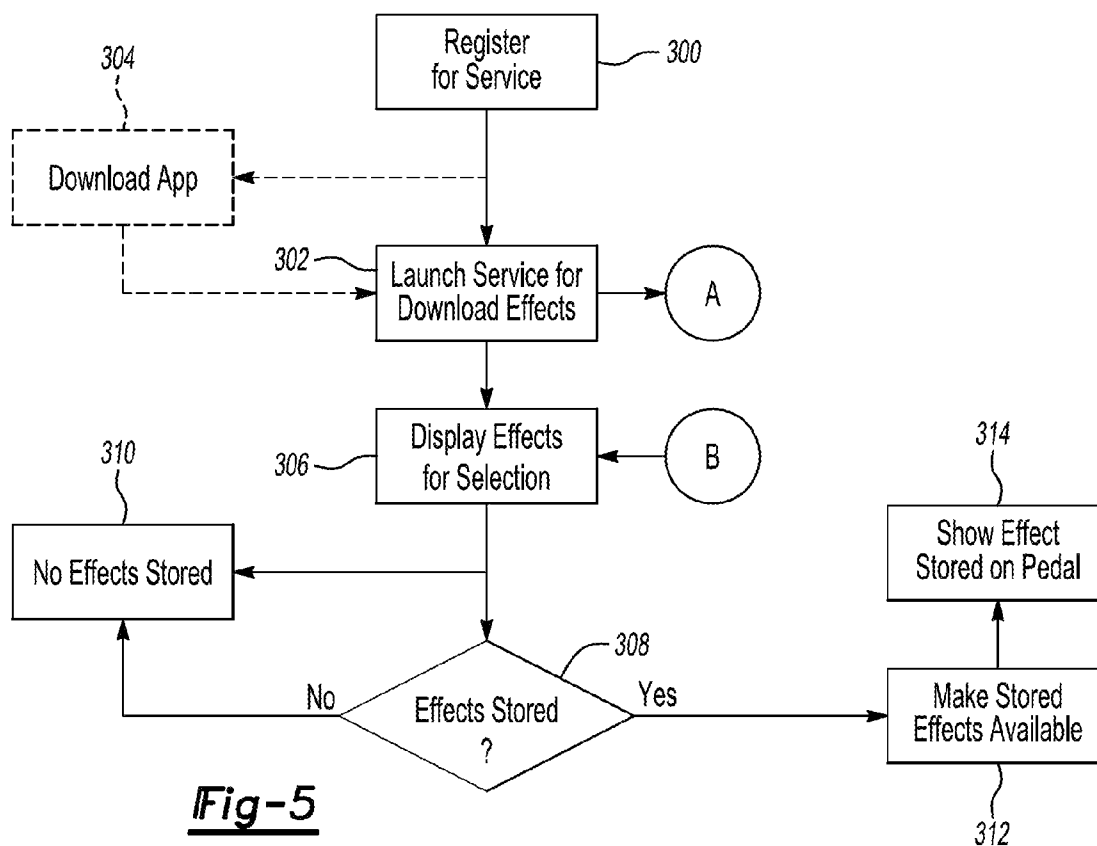 Register
for Service
300
304
Download App
302
Launch Service for
Download Effects
A
306
Display Effects
for Selection
B
310
No Effects Stored
314
Show Effect
Stored on Pedal
308
No
Effects Stored
?
Yes
Make Stored
Effects Available
312
Fig-5